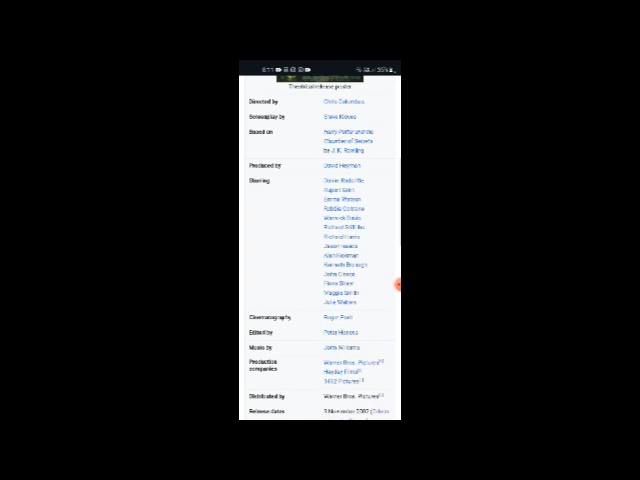 Theatrical release poster
Directed by Chris Columbus
Screenplay by Steve Kloves
Based on Harry Potter and the
Chamber of Secrets
by J. K. Rowling
Produced by David Heyman
Starring Daniel Radcliffe
Rupert Grint
Emma Watson
Robbie Coltrane
Warwick Davis
Richard Griffiths
Richard Harris
Jason Isaacs
Alan Rickman
Kenneth Branagh
John Cleese
Fiona Shaw
Maggie Smith
Julie Walters
Cinematography Roger Pratt
Edited by Peter Honess
Music by John Williams
Production companies Warner Bros. Pictures
Heyday Films
1492 Pictures
Distributed by Warner Bros. Pictures
Release dates 3 November 2002